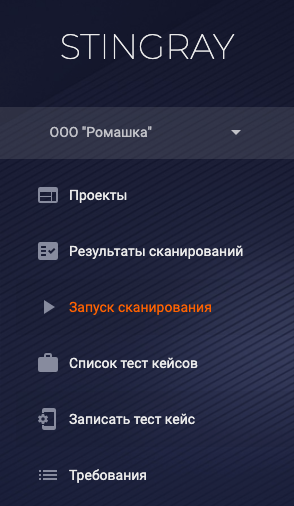 STINGRAY
ООО "Ромашка"
Проекты
Результаты сканирований
Запуск сканирования
Список тест кейсов
Записать тест кейс
Требования